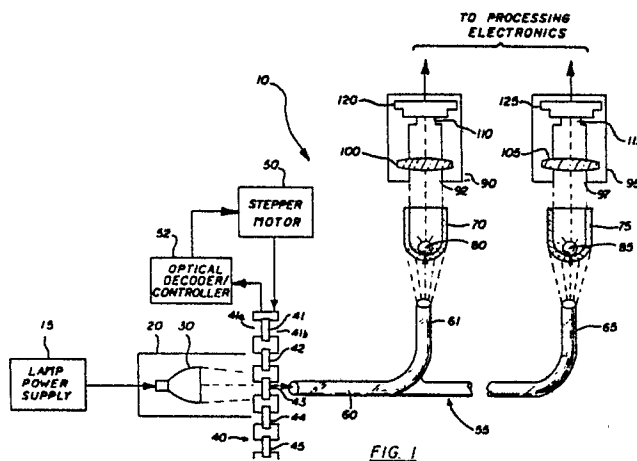 TO PROCESSING
ELECTRONICS
10
120
110
100
92
90
125
105
97
70
80
75
85
50
STEPPER
MOTOR
52
OPTICAL
DECODER/
CONTROLLER
41a
41
41b
42
15
LAMP
POWER
SUPPLY
20
30
43
44
40
45
60
61
65
55
FIG. 1